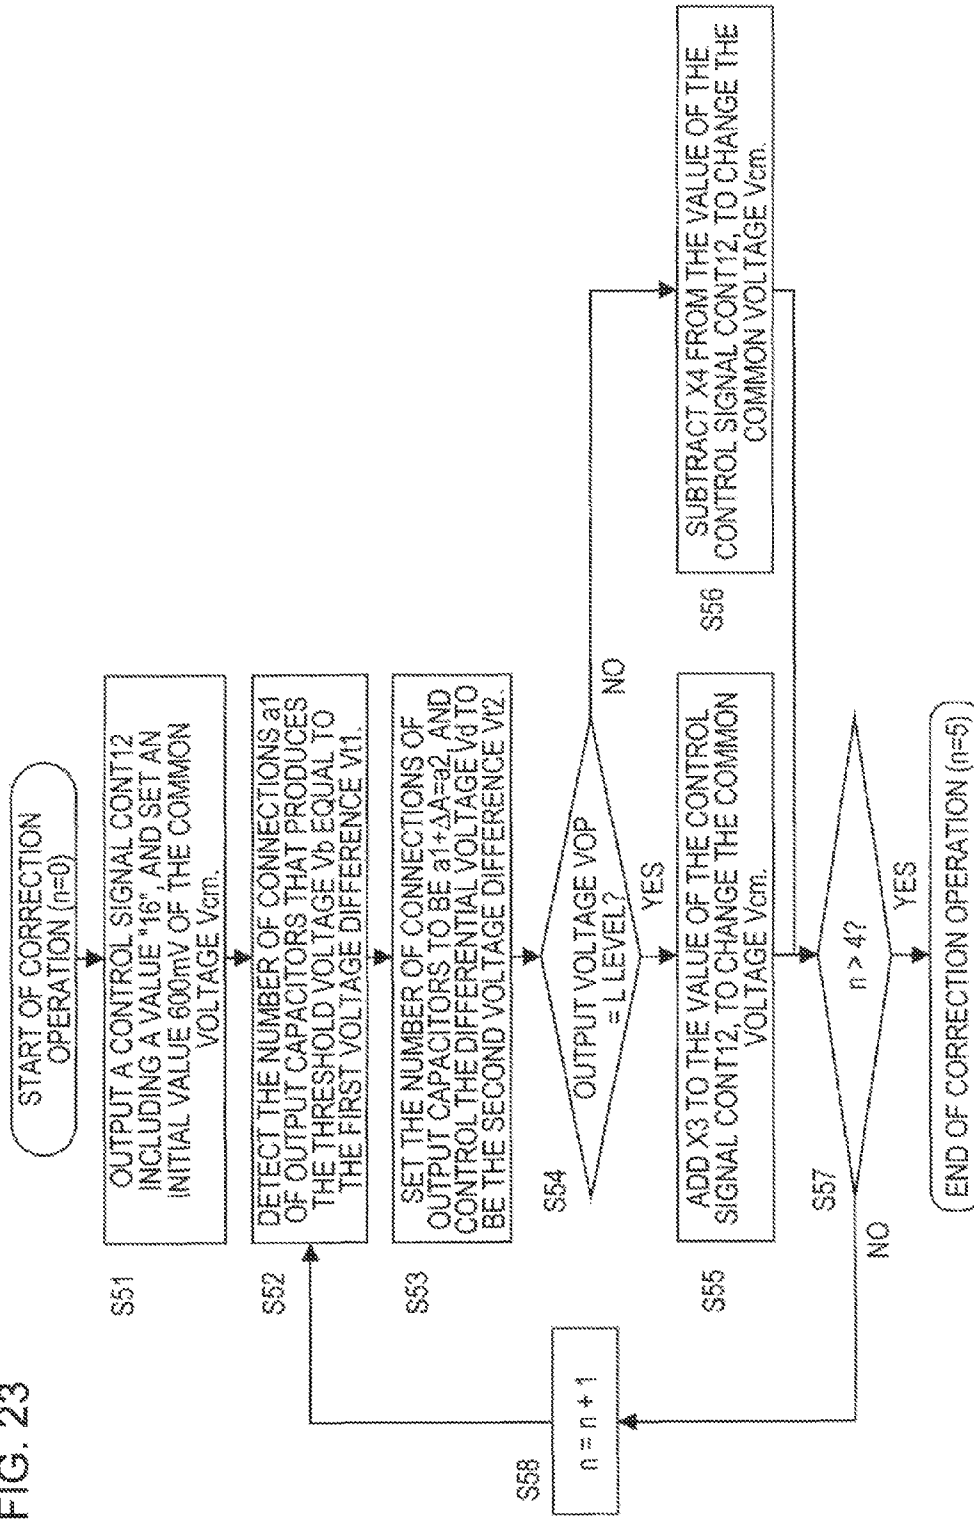 FIG. 23
START OF CORRECTION
OPERATION (n=0)
S51
OUTPUT A CONTROL SIGNAL CONT12
INCLUDING A VALUE "16", AND SET AN
INITIAL VALUE 600mV OF THE COMMON
VOLTAGE Vcm.
S52
DETECT THE NUMBER OF CONNECTIONS a1
OF OUTPUT CAPACITORS THAT PRODUCES
THE THRESHOLD VOLTAGE Vb EQUAL TO
THE FIRST VOLTAGE DIFFERENCE Vt1.
S53
SET THE NUMBER OF CONNECTIONS OF
OUTPUT CAPACITORS TO BE a1+ΔA=a2, AND
CONTROL THE DIFFERENTIAL VOLTAGE Vd TO
BE THE SECOND VOLTAGE DIFFERENCE Vt2.
S54
OUTPUT VOLTAGE VOP
= L LEVEL?
YES
NO
S55
ADD X3 TO THE VALUE OF THE CONTROL
SIGNAL CONT12, TO CHANGE THE COMMON
VOLTAGE Vcm.
S56
SUBTRACT X4 FROM THE VALUE OF THE
CONTROL SIGNAL CONT12, TO CHANGE THE
COMMON VOLTAGE Vcm.
S57
n > 4?
NO
YES
S58
n = n + 1
END OF CORRECTION OPERATION (n=5)